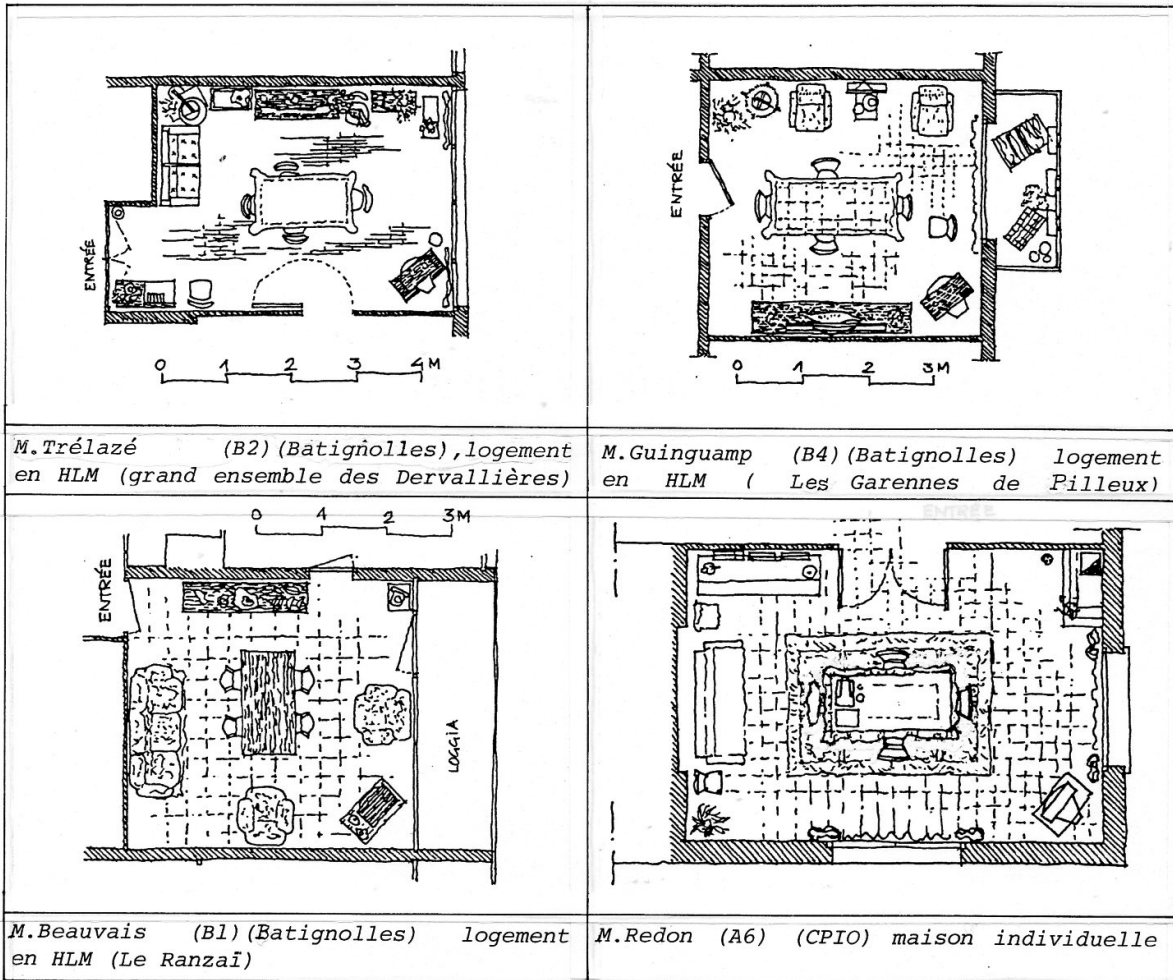 ENTRÉE
0 1 2 3 4 M
ENTRÉE
0 1 2 3M
M.Trélazé (B2)(Batignolles),logement
en HLM (grand ensemble des Dervallières)
M.Guinguamp (B4)(Batignolles) logement
en HLM ( Les Garennes de Pilleux)
0 1 2 3M
ENTRÉE
LOGGIA
ENTRÉE
M.Beauvais (B1)(Batignolles) logement
en HLM (Le Ranzaï)
M.Redon (A6) (CPIO) maison individuelle